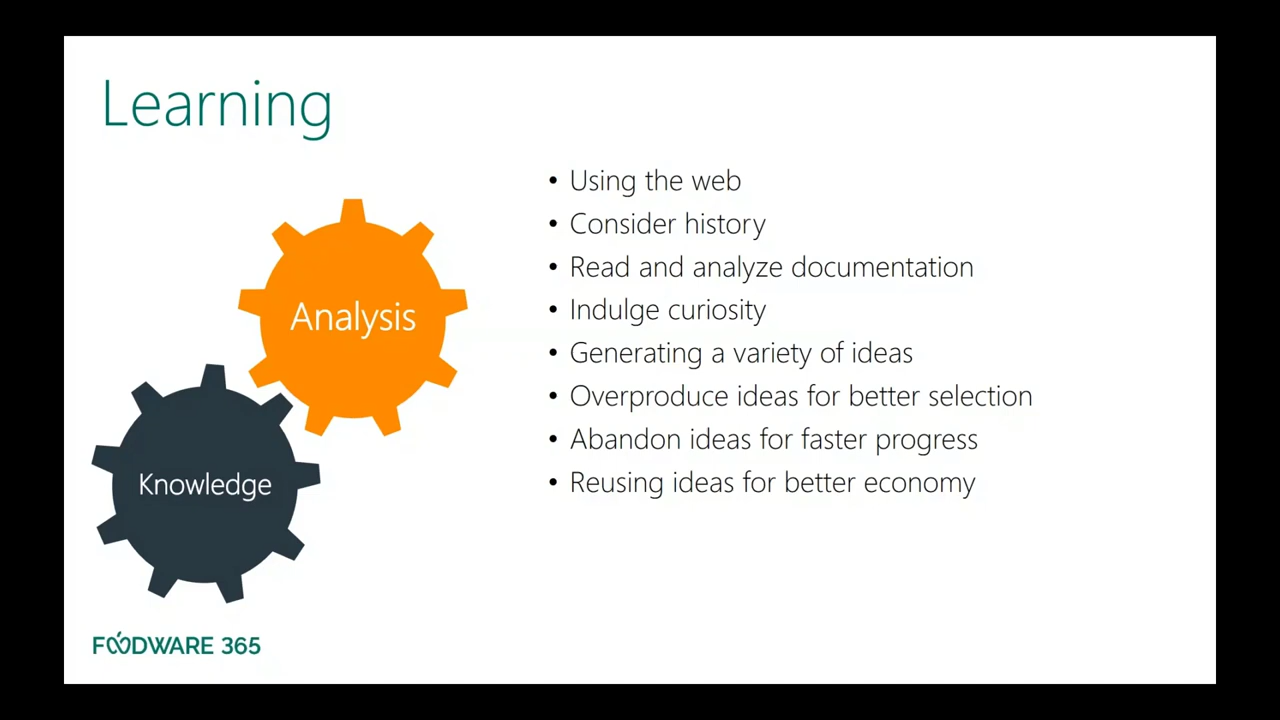 Learning
• Using the web
• Consider history
• Read and analyze documentation
• Indulge curiosity
• Generating a variety of ideas
• Overproduce ideas for better selection
• Abandon ideas for faster progress
• Reusing ideas for better economy
Analysis
Knowledge
FOODWARE 365